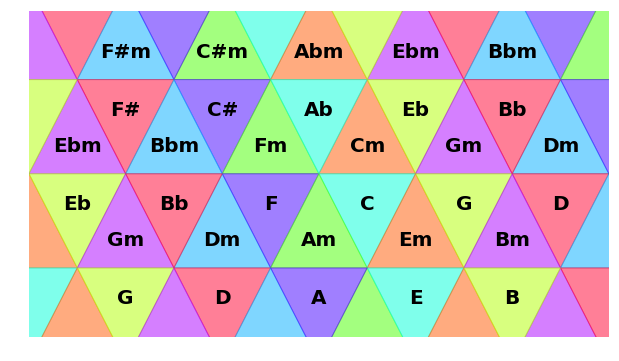 F#m C#m Abm Ebm Bbm
F# C# Ab Eb Bb
Ebm Bbm Fm Cm Gm Dm
Eb Bb F C G D
Gm Dm Am Em Bm
G D A E B